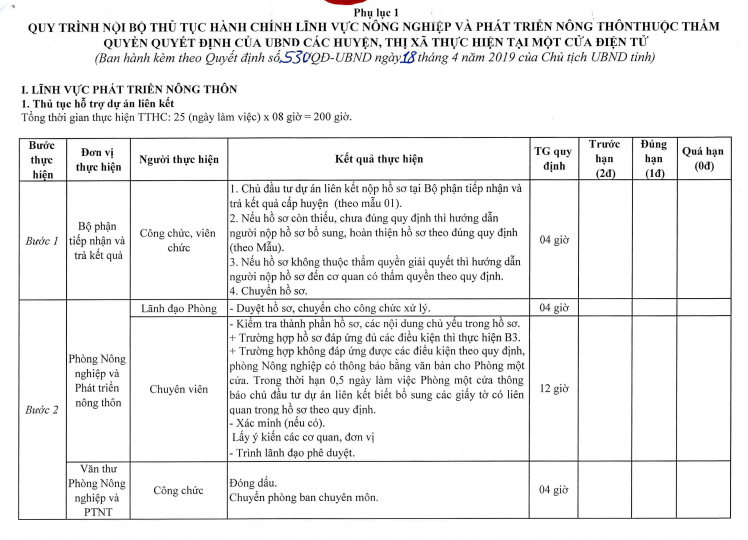 Phụ lục 1
QUY TRÌNH NỘI BỘ THỦ TỤC HÀNH CHÍNH LĨNH VỰC NÔNG NGHIỆP VÀ PHÁT TRIỂN NÔNG THÔNTHUỘC THẨM
QUYỀN QUYẾT ĐỊNH CỦA UBND CÁC HUYỆN, THỊ XÃ THỰC HIỆN TẠI MỘT CỬA ĐIỆN TỬ
(Ban hành kèm theo Quyết định số 530QĐ-UBND ngày 18 tháng 4 năm 2019 của Chủ tịch UBND tỉnh)
I. LĨNH VỰC PHÁT TRIỂN NÔNG THÔN
1. Thủ tục hỗ trợ dự án liên kết
Tổng thời gian thực hiện TTHC: 25 (ngày làm việc) x 08 giờ = 200 giờ.
Bước
thực
hiện
Đơn vị
thực hiện
Người thực hiện
Kết quả thực hiện
TG quy
định
Trước
hạn
(2đ)
Đúng
hạn
(1đ)
Quá hạn
(0đ)
Bước 1
Bộ phận
tiếp nhận và
trả kết quả
Công chức, viên
chức
1. Chủ đầu tư dự án liên kết nộp hồ sơ tại Bộ phận tiếp nhận và
trả kết quả cấp huyện (theo mẫu 01).
2. Nếu hồ sơ còn thiếu, chưa đúng quy định thì hướng dẫn
người nộp hồ sơ bổ sung, hoàn thiện hồ sơ theo đúng quy định
(theo Mẫu).
3. Nếu hồ sơ không thuộc thẩm quyền giải quyết thì hướng dẫn
người nộp hồ sơ đến cơ quan có thẩm quyền theo quy định.
4. Chuyển hồ sơ.
04 giờ
Bước 2
Phòng Nông
nghiệp và
Phát triển
nông thôn
Lãnh đạo Phòng
- Duyệt hồ sơ, chuyển cho công chức xử lý.
04 giờ
Chuyên viên
- Kiểm tra thành phần hồ sơ, các nội dung chủ yếu trong hồ sơ.
+ Trường hợp hồ sơ đáp ứng đủ các điều kiện thì thực hiện B3.
+ Trường hợp không đáp ứng được các điều kiện theo quy định,
phòng Nông nghiệp có thông báo bằng văn bản cho Phòng một
cửa. Trong thời hạn 0,5 ngày làm việc Phòng một cửa thông
báo chủ đầu tư dự án liên kết biết bổ sung các giấy tờ có liên
quan trong hồ sơ theo quy định.
- Xác minh (nếu có).
Lấy ý kiến các cơ quan, đơn vị
- Trình lãnh đạo phê duyệt.
12 giờ
Văn thư
Phòng Nông
nghiệp và
PTNT
Công chức
Đóng dấu.
Chuyển phòng ban chuyên môn.
04 giờ